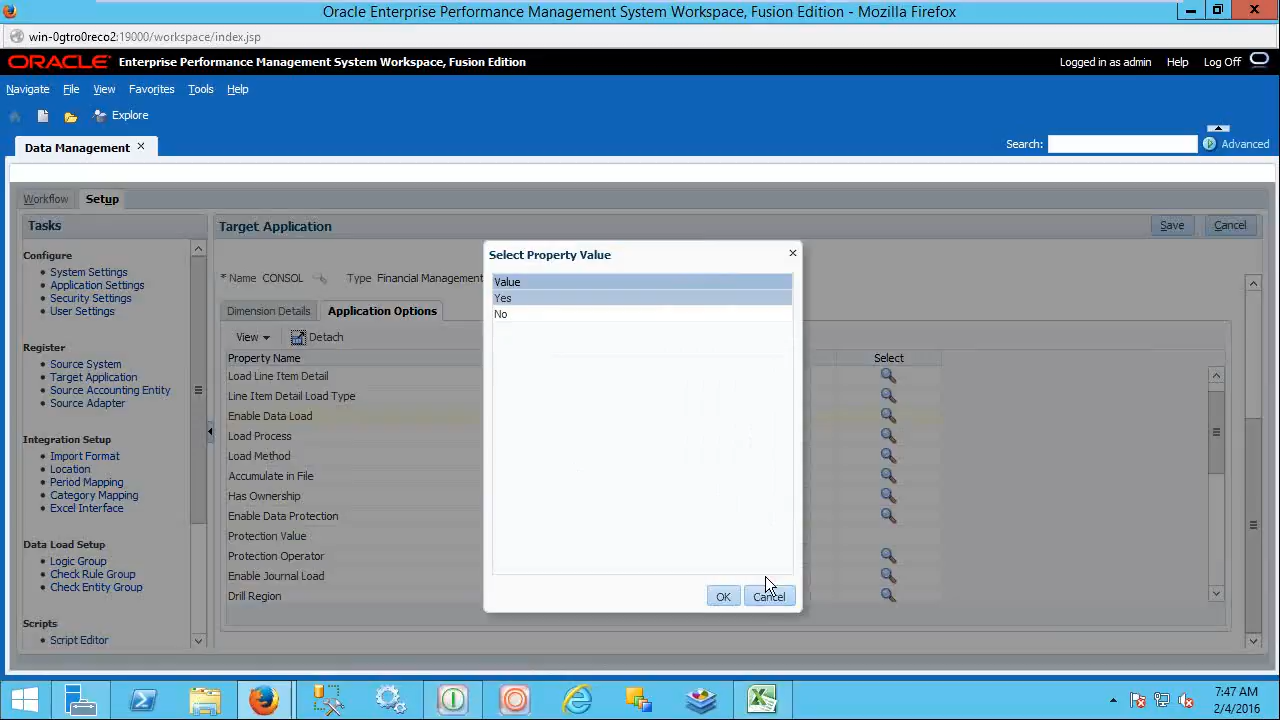 Oracle Enterprise Performance Management System Workspace, Fusion Edition - Mozilla Firefox
win-0gtro0reco2:19000/workspace/index.jsp
ORACLE Enterprise Performance Management System Workspace, Fusion Edition
Logged in as admin Help Log Off
Navigate File View Favorites Tools Help
Explore
Data Management
Search: Advanced
Workflow Setup
Tasks
Configure
System Settings
Application Settings
Security Settings
User Settings
Register
Source System
Target Application
Source Accounting Entity
Source Adapter
Integration Setup
Import Format
Location
Period Mapping
Category Mapping
Excel Interface
Data Load Setup
Logic Group
Check Rule Group
Check Entity Group
Scripts
Script Editor
Target Application
Save Cancel
* Name CONSOL Type Financial Management
Dimension Details Application Options
View Detach
Property Name Select
Load Line Item Detail
Line Item Detail Load Type
Enable Data Load
Load Process
Load Method
Accumulate in File
Has Ownership
Enable Data Protection
Protection Value
Protection Operator
Enable Journal Load
Drill Region
Select Property Value
Value
Yes
No
OK Cancel
7:47 AM
2/4/2016